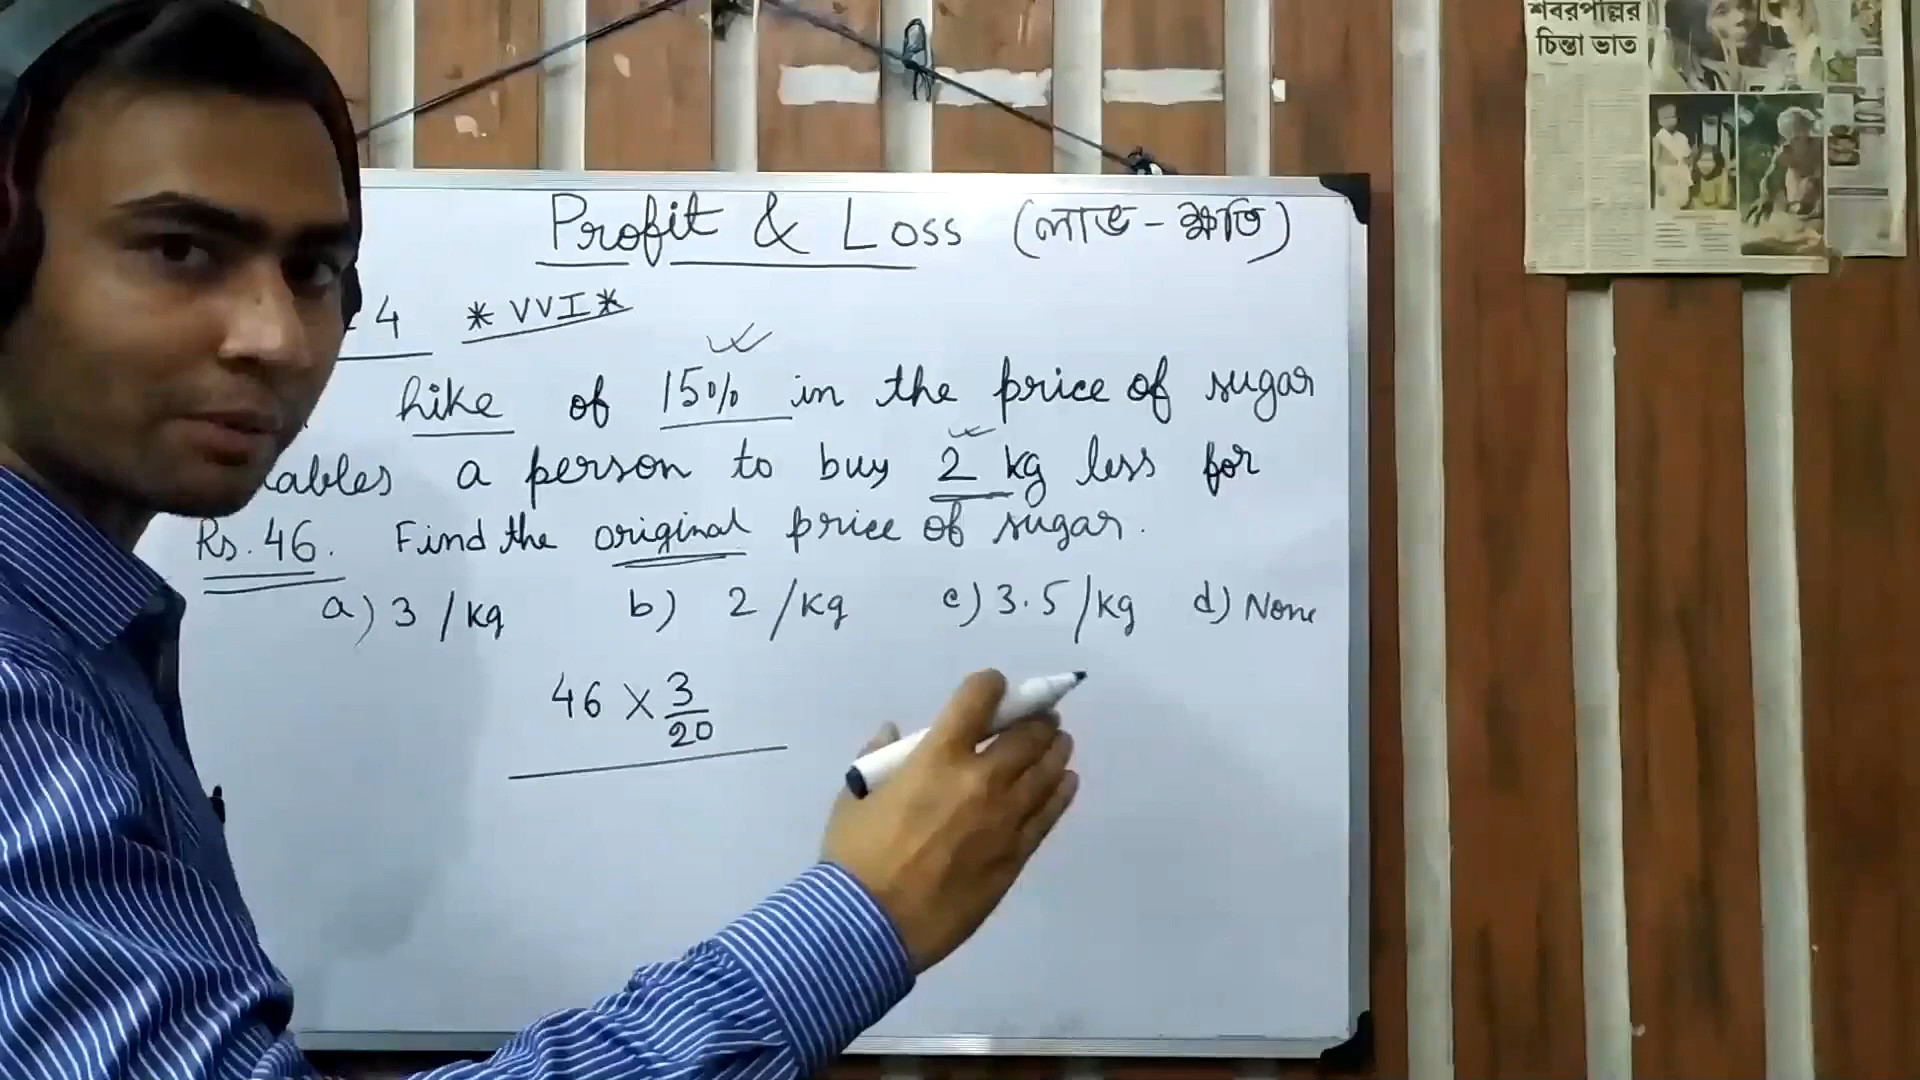 শবরপল্লির
চিন্তা ভাত
Profit & Loss (লাভ - ক্ষতি)
4 * VVI *
hike of 15% in the price of sugar
ables a person to buy 2 kg less for
Rs. 46. Find the original price of sugar.
a) 3 /kg b) 2 /kg c) 3.5 /kg d) None
46 × 3/20